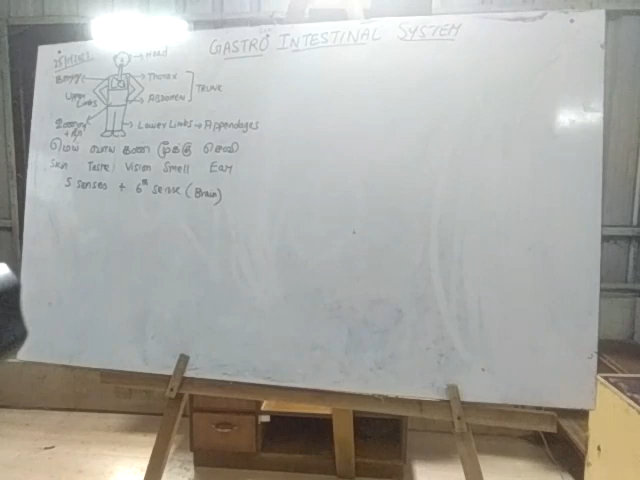 GASTRO INTESTINAL SYSTEM
Head
Thorax
TRUNK
Upper
Limbs
ABDOMEN
Lower Limbs → Appendages
மெய் வாய் கண் மூக்கு செவி
Skin Taste Vision Smell Ear
5 senses + 6th sense (Brain)